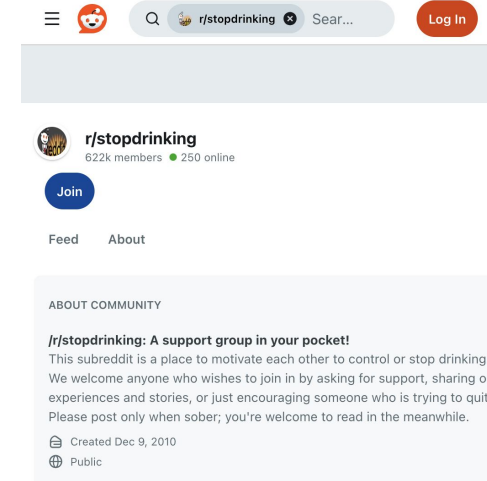 r/stopdrinking Sear... Log In
r/stopdrinking
622k members 250 online
Join
Feed About
ABOUT COMMUNITY
/r/stopdrinking: A support group in your pocket!
This subreddit is a place to motivate each other to control or stop drinking
We welcome anyone who wishes to join in by asking for support, sharing o
experiences and stories, or just encouraging someone who is trying to quit
Please post only when sober; you're welcome to read in the meanwhile.
Created Dec 9, 2010
Public